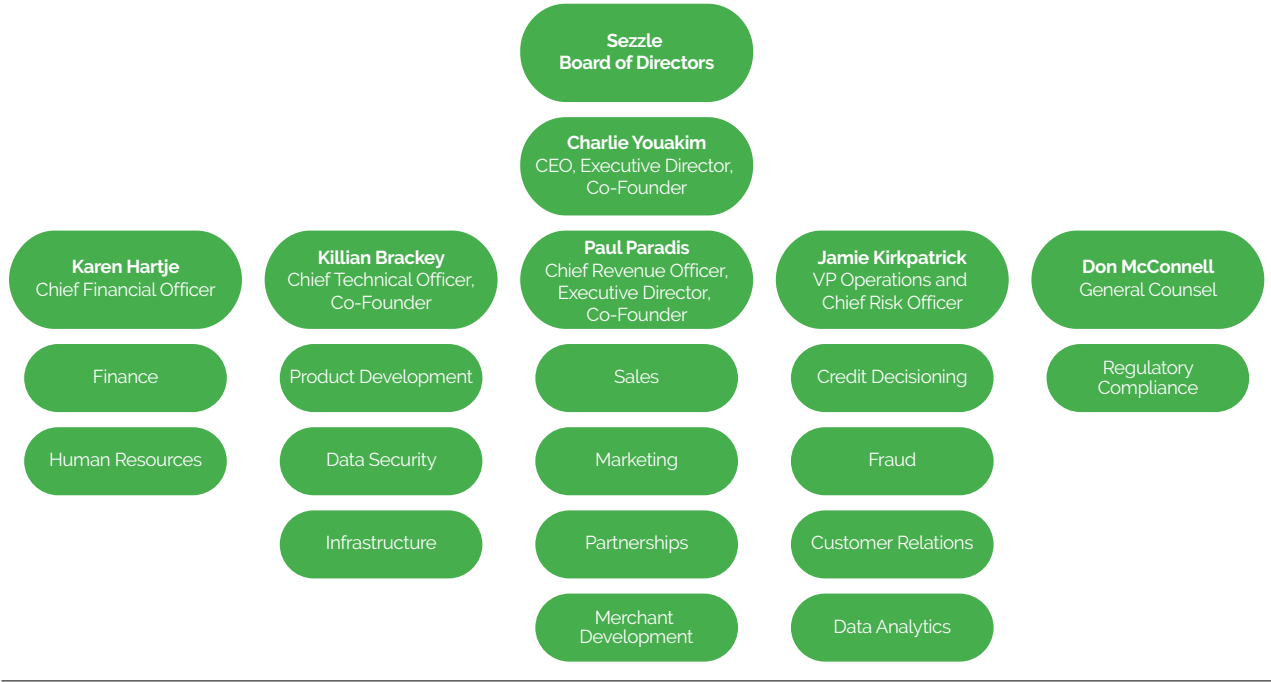 Sezzle
Board of Directors
Charlie Youakim
CEO, Executive Director,
Co-Founder
Karen Hartje
Chief Financial Officer
Killian Brackey
Chief Technical Officer,
Co-Founder
Paul Paradis
Chief Revenue Officer,
Executive Director,
Co-Founder
Jamie Kirkpatrick
VP Operations and
Chief Risk Officer
Don McConnell
General Counsel
Finance
Product Development
Sales
Credit Decisioning
Regulatory
Compliance
Human Resources
Data Security
Marketing
Fraud
Infrastructure
Partnerships
Customer Relations
Merchant
Development
Data Analytics